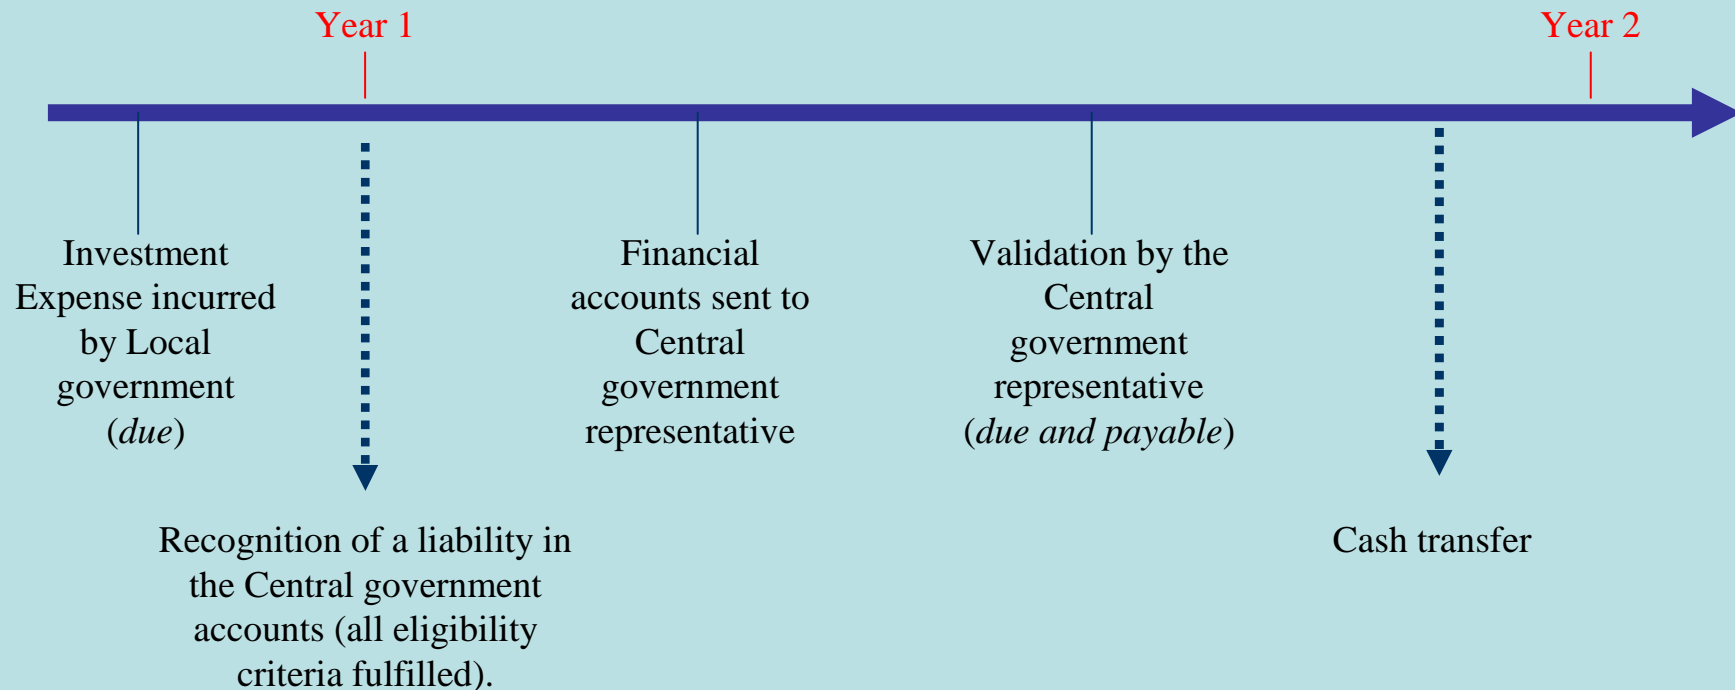 Year 1
Year 2
Investment
Expense incurred
by Local
government
(due)
Financial
accounts sent to
Central
government
representative
Validation by the
Central
government
representative
(due and payable)
Recognition of a liability in
the Central government
accounts (all eligibility
criteria fulfilled).
Cash transfer